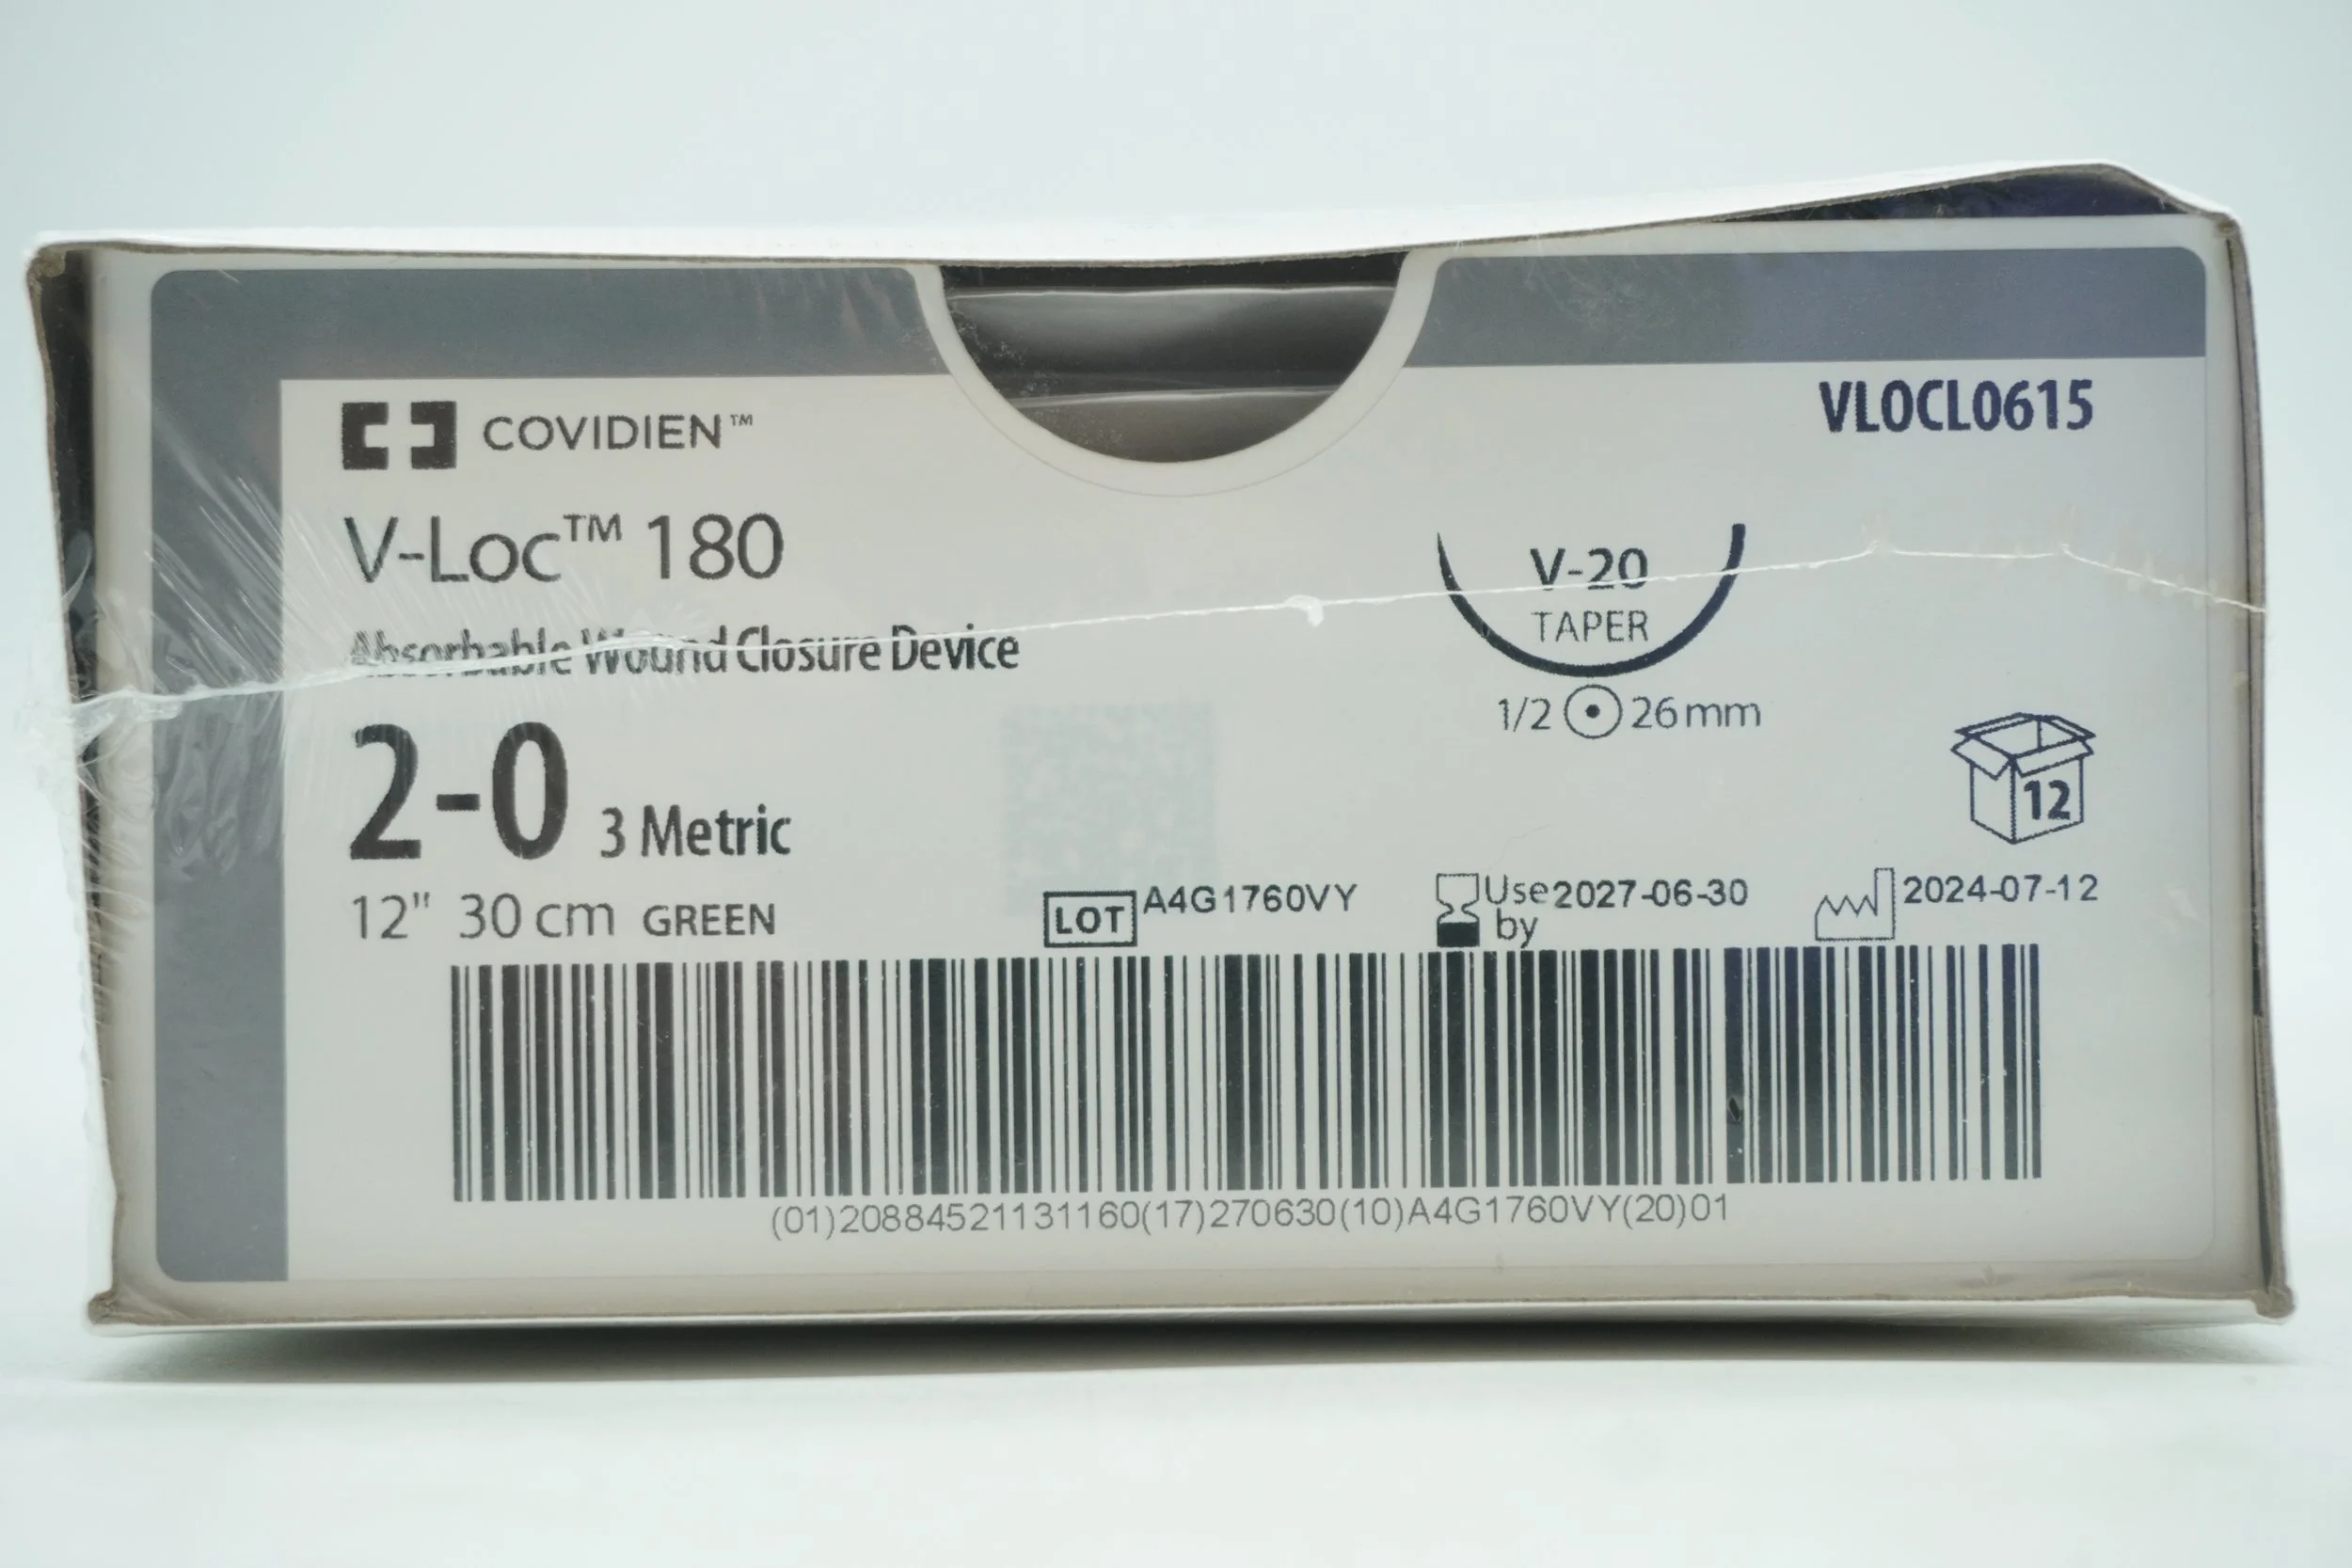 COVIDIEN™
VLOCL0615
V-Loc™ 180
Absorbable Wound Closure Device
V-20
TAPER
1/2 26 mm
2-0 3 Metric
12
12" 30 cm GREEN
LOT A4G1760VY
Use by 2027-06-30
2024-07-12
(01)20884521131160(17)270630(10)A4G1760VY(20)01